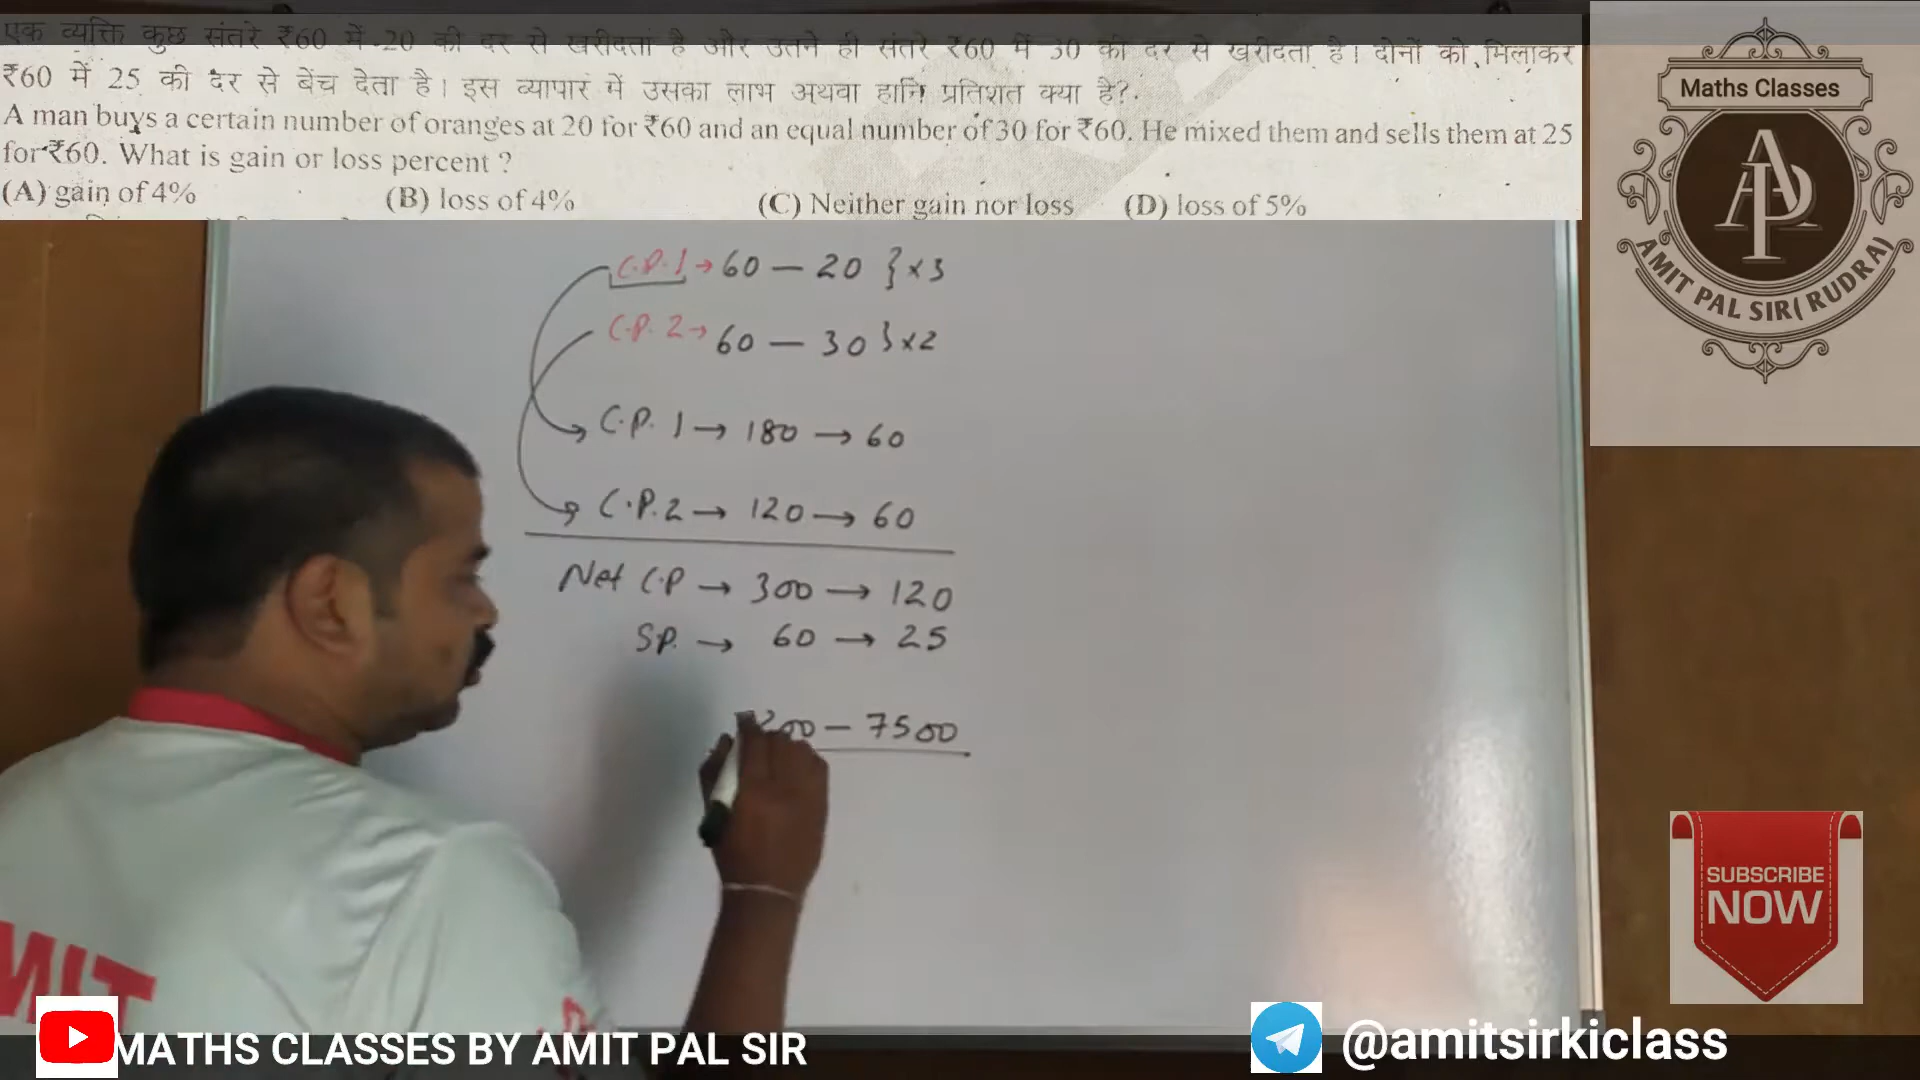 एक व्यक्ति कुछ संतरे ₹60 में 20 की दर से खरीदता है और उतने ही संतरे ₹60 में 30 की दर से खरीदता है। दोनों को मिलाकर
₹60 में 25 की दर से बेंच देता है। इस व्यापार में उसका लाभ अथवा हानि प्रतिशत क्या है?
A man buys a certain number of oranges at 20 for ₹60 and an equal number of 30 for ₹60. He mixed them and sells them at 25
for ₹60. What is gain or loss percent ?
(A) gain of 4% (B) loss of 4% (C) Neither gain nor loss (D) loss of 5%
Maths Classes
AP
AMIT PAL SIR( RUDRA)
C.P.1 → 60 — 20 } × 3
C.P. 2 → 60 — 30 } × 2
C.P. 1 → 180 → 60
C.P.2 → 120 → 60
Net C.P → 300 → 120
S.P. → 60 → 25
200 — 7500
SUBSCRIBE
NOW
MIT
MATHS CLASSES BY AMIT PAL SIR
@amitsirkiclass